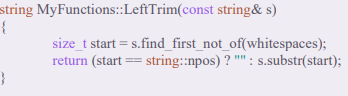 string MyFunctions::LeftTrim(const string& s)
{
size_t start = s.find_first_not_of(whitespaces);
return (start == string::npos) ? "" : s.substr(start);
}